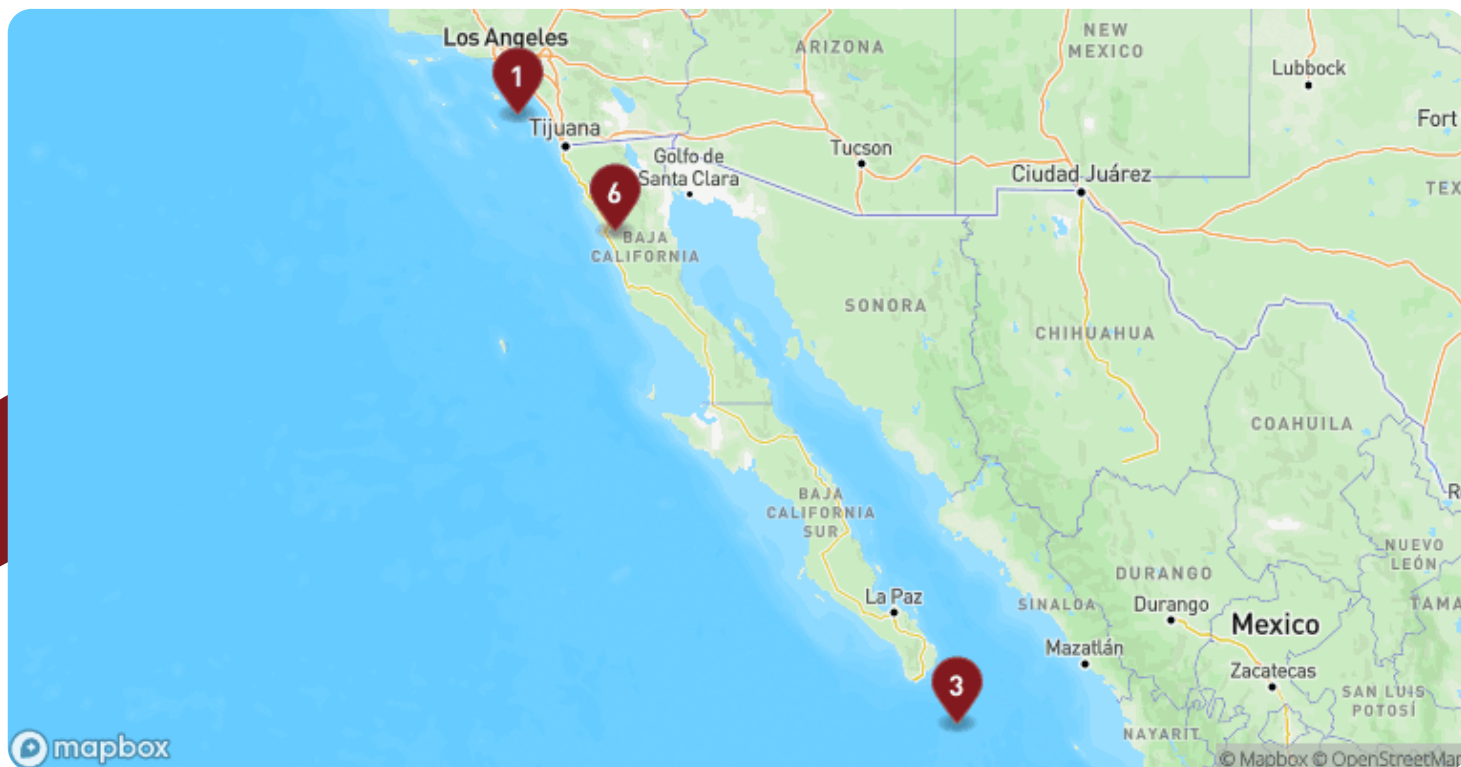 Los Angeles
1
Tijuana
6
BAJA
CALIFORNIA
Golfo de
Santa Clara
ARIZONA
NEW
MEXICO
Lubbock
Fort
Tucson
Ciudad Juárez
TEX
SONORA
CHIHUAHUA
COAHUILA
BAJA
CALIFORNIA
SUR
NUEVO
LEÓN
DURANGO
La Paz
SINALOA
Durango
TAMA
Mexico
Mazatlán
Zacatecas
3
SAN LUIS
POTOSÍ
NAYARIT
mapbox
© Mapbox © OpenStreetMap